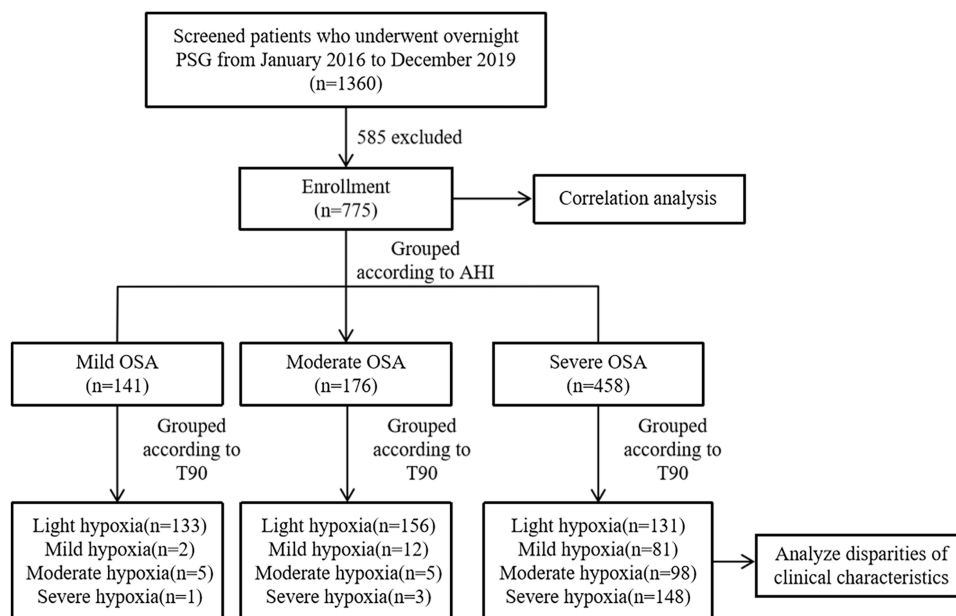 Screened patients who underwent overnight
PSG from January 2016 to December 2019
(n=1360)
585 excluded
Enrollment
(n=775)
Correlation analysis
Grouped
according to AHI
Mild OSA
(n=141)
Moderate OSA
(n=176)
Severe OSA
(n=458)
Grouped
according to
T90
Grouped
according to
T90
Grouped
according to
T90
Light hypoxia(n=133)
Mild hypoxia(n=2)
Moderate hypoxia(n=5)
Severe hypoxia(n=1)
Light hypoxia(n=156)
Mild hypoxia(n=12)
Moderate hypoxia(n=5)
Severe hypoxia(n=3)
Light hypoxia(n=131)
Mild hypoxia(n=81)
Moderate hypoxia(n=98)
Severe hypoxia(n=148)
Analyze disparities of
clinical characteristics